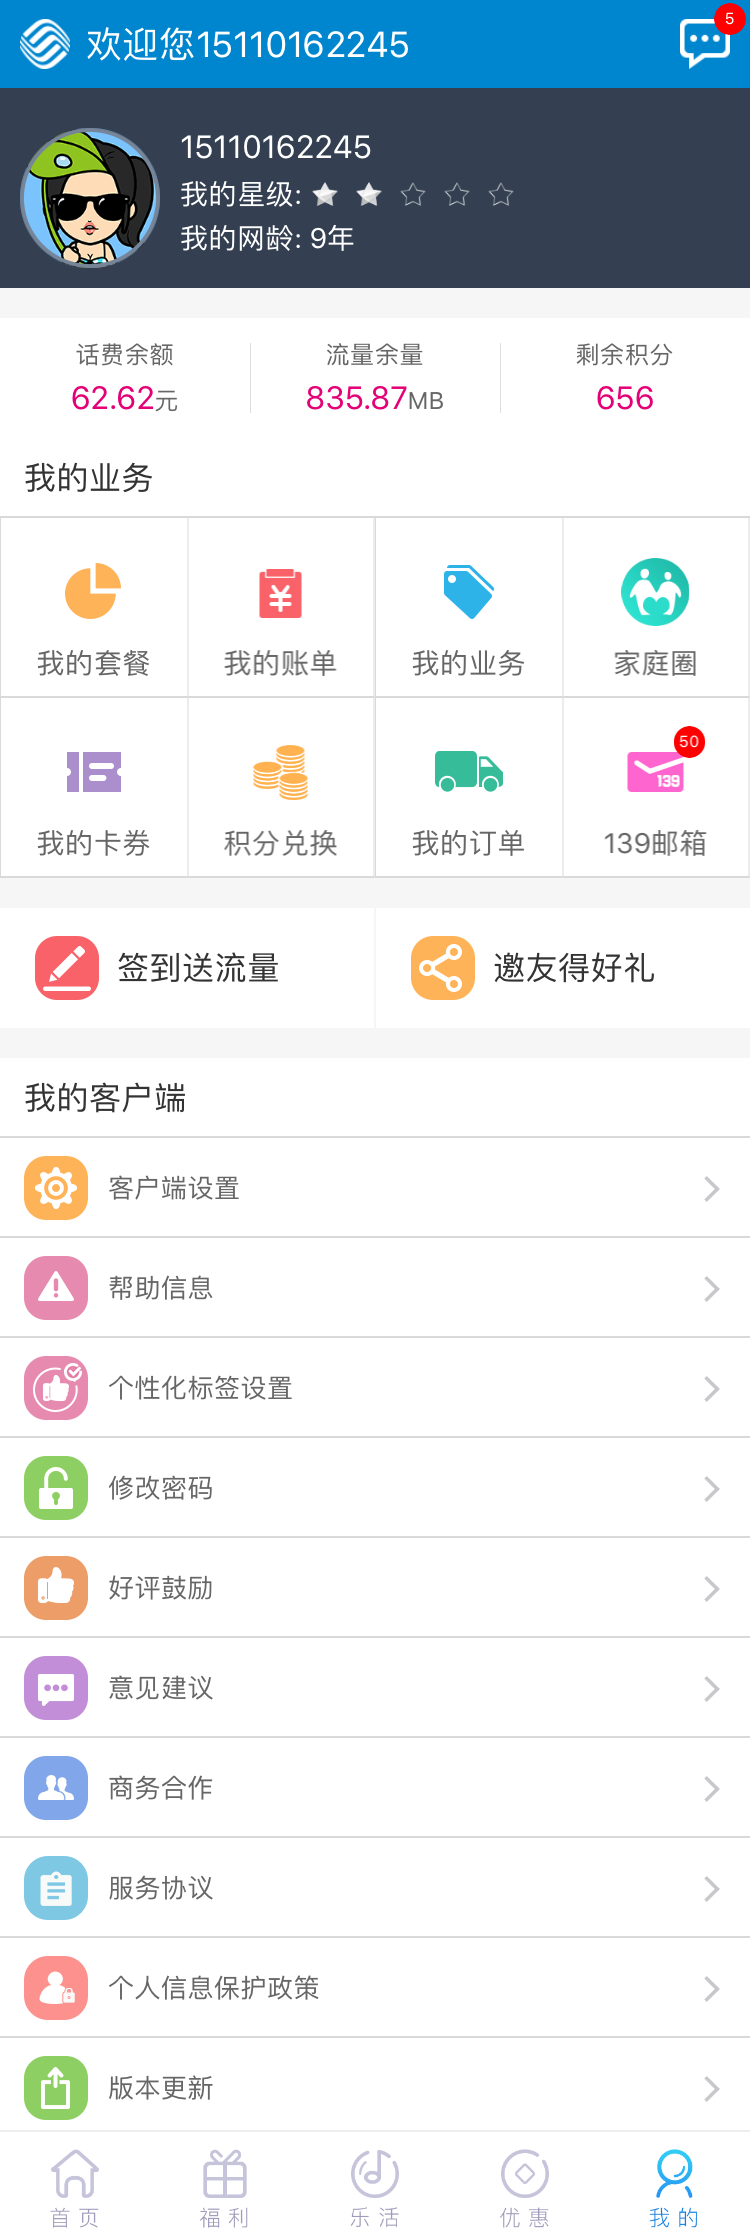 欢迎您15110162245
5
15110162245
我的星级:
我的网龄: 9年
话费余额 流量余量 剩余积分
62.62元 835.87MB 656
我的业务
我的套餐 我的账单 我的业务 家庭圈
50
139
我的卡券 积分兑换 我的订单 139邮箱
签到送流量 邀友得好礼
我的客户端
客户端设置
帮助信息
个性化标签设置
修改密码
好评鼓励
意见建议
商务合作
服务协议
个人信息保护政策
版本更新
首页 福利 乐活 优惠 我的